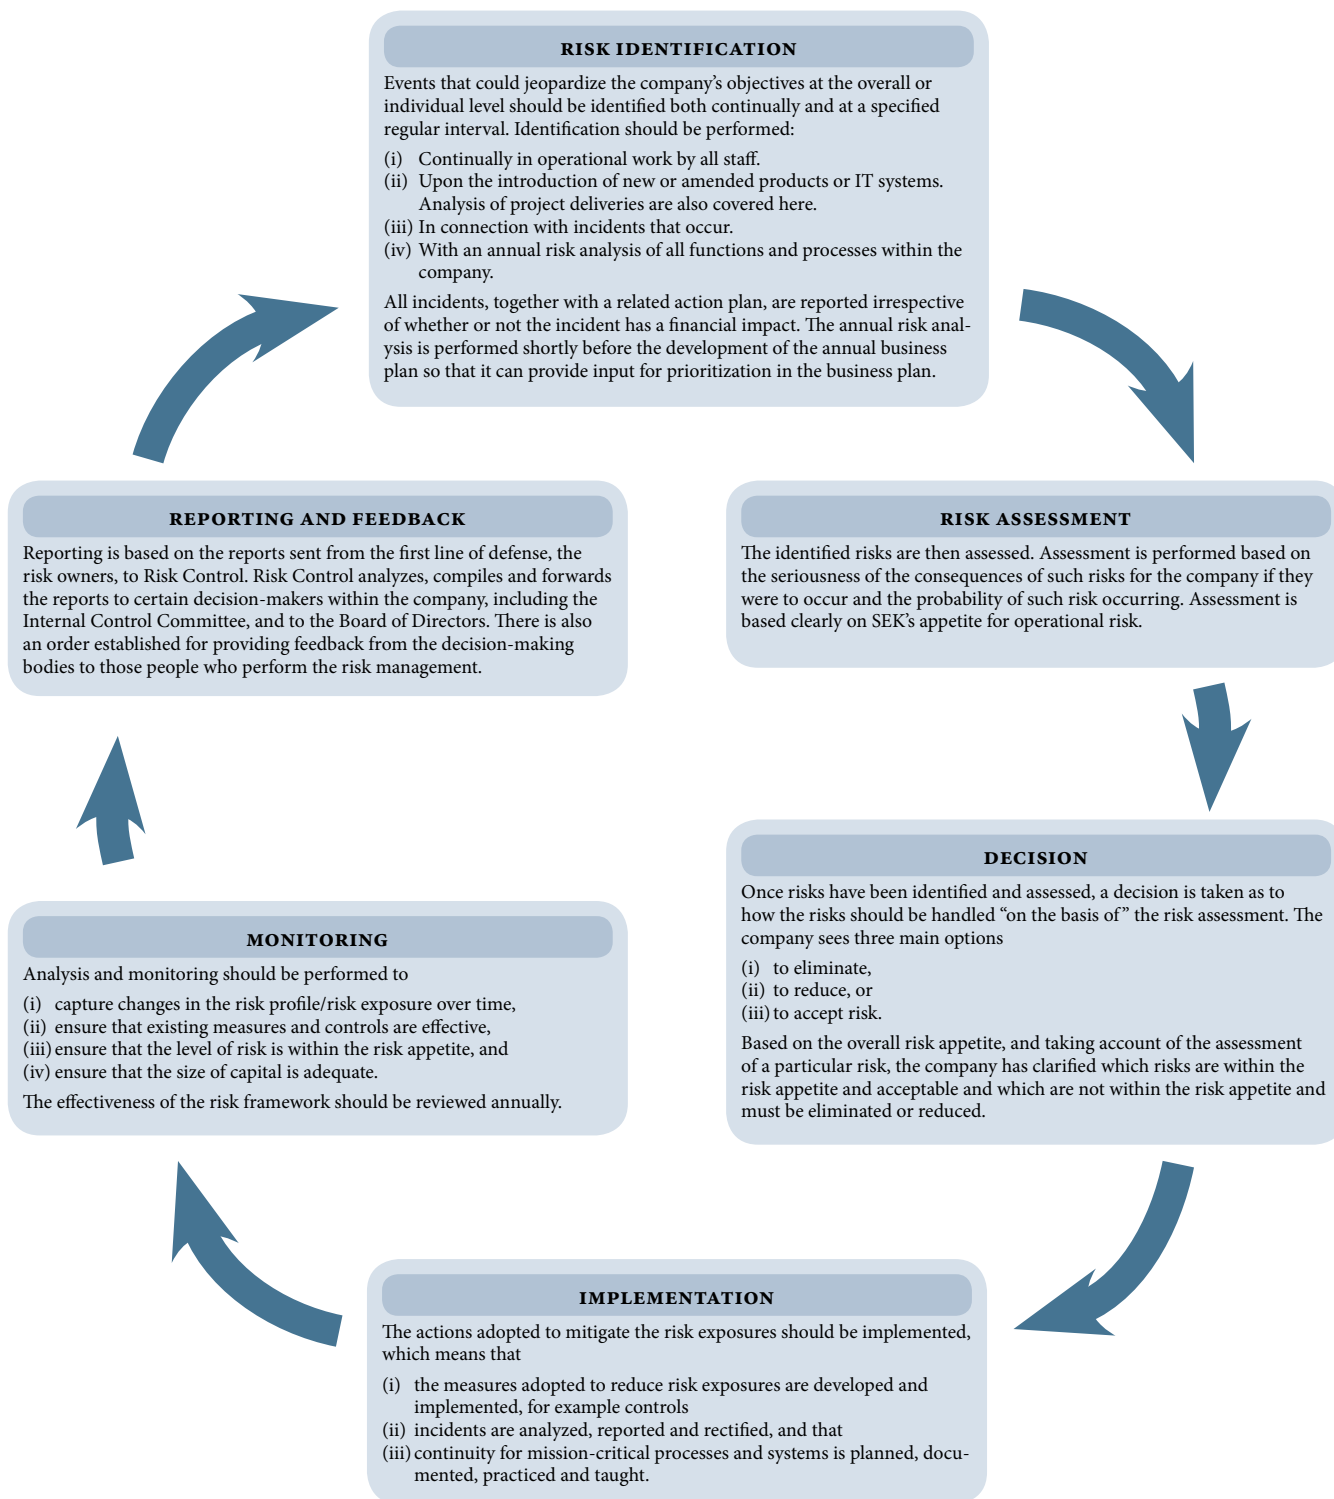 RISK IDENTIFICATION
Events that could jeopardize the company’s objectives at the overall or
individual level should be identified both continually and at a specified
regular interval. Identification should be performed:
(i) Continually in operational work by all staff.
(ii) Upon the introduction of new or amended products or IT systems.
Analysis of project deliveries are also covered here.
(iii) In connection with incidents that occur.
(iv) With an annual risk analysis of all functions and processes within the
company.
All incidents, together with a related action plan, are reported irrespective
of whether or not the incident has a financial impact. The annual risk anal-
ysis is performed shortly before the development of the annual business
plan so that it can provide input for prioritization in the business plan.
RISK ASSESSMENT
The identified risks are then assessed. Assessment is performed based on
the seriousness of the consequences of such risks for the company if they
were to occur and the probability of such risk occurring. Assessment is
based clearly on SEK’s appetite for operational risk.
DECISION
Once risks have been identified and assessed, a decision is taken as to
how the risks should be handled “on the basis of” the risk assessment. The
company sees three main options
(i) to eliminate,
(ii) to reduce, or
(iii) to accept risk.
Based on the overall risk appetite, and taking account of the assessment
of a particular risk, the company has clarified which risks are within the
risk appetite and acceptable and which are not within the risk appetite and
must be eliminated or reduced.
IMPLEMENTATION
The actions adopted to mitigate the risk exposures should be implemented,
which means that
(i) the measures adopted to reduce risk exposures are developed and
implemented, for example controls
(ii) incidents are analyzed, reported and rectified, and that
(iii) continuity for mission-critical processes and systems is planned, docu-
mented, practiced and taught.
MONITORING
Analysis and monitoring should be performed to
(i) capture changes in the risk profile/risk exposure over time,
(ii) ensure that existing measures and controls are effective,
(iii) ensure that the level of risk is within the risk appetite, and
(iv) ensure that the size of capital is adequate.
The effectiveness of the risk framework should be reviewed annually.
REPORTING AND FEEDBACK
Reporting is based on the reports sent from the first line of defense, the
risk owners, to Risk Control. Risk Control analyzes, compiles and forwards
the reports to certain decision-makers within the company, including the
Internal Control Committee, and to the Board of Directors. There is also
an order established for providing feedback from the decision-making
bodies to those people who perform the risk management.